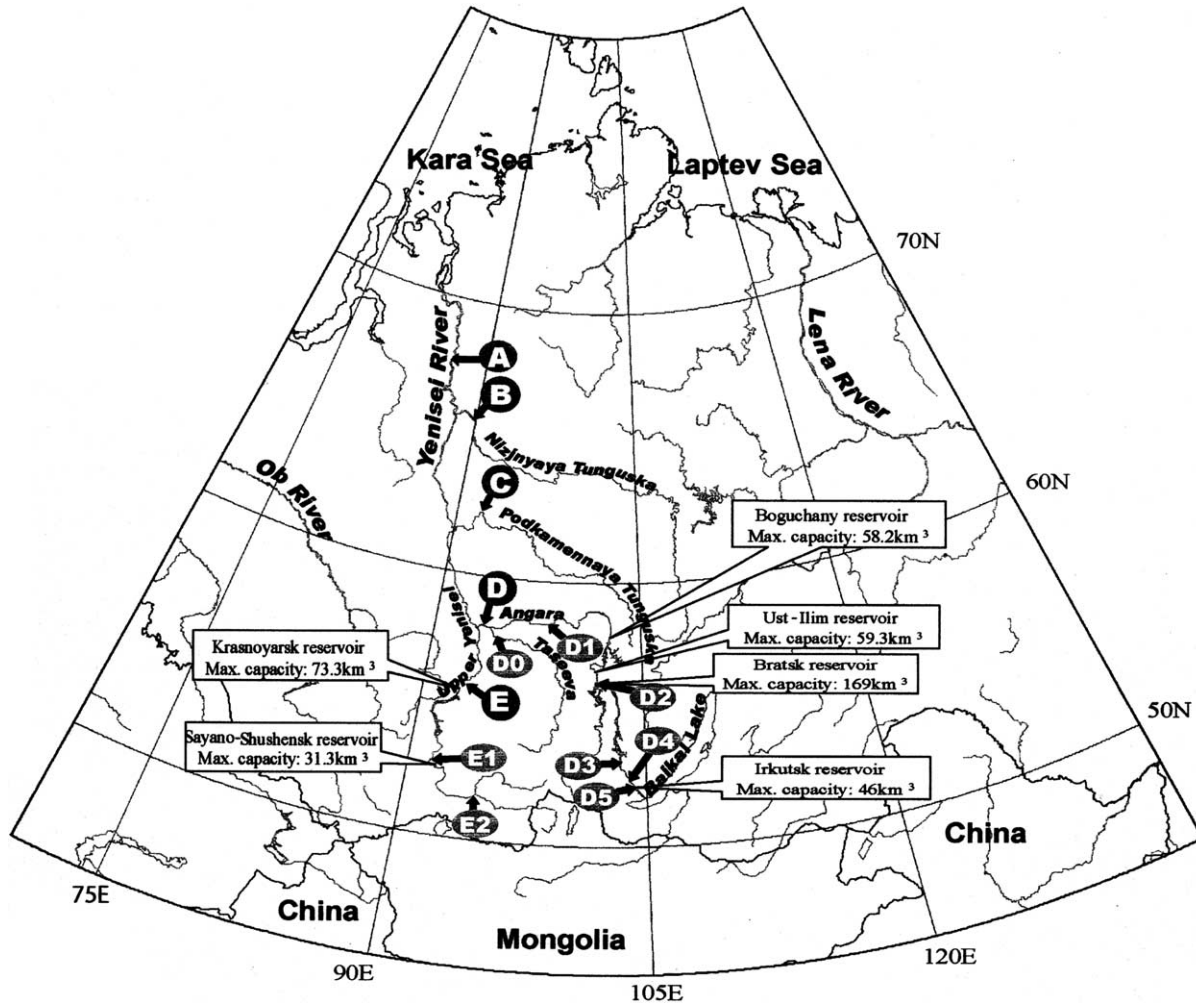 Kara Sea
Laptev Sea
70N
Yenisei River
A
B
Lena River
Nizjnyaya Tunguska
Ob River
C
60N
Podkamennaya Tunguska
Boguchany reservoir
Max. capacity: 58.2km 3
D
Angara
Upper Yenisei
D1
D0
Taseeva
Ust-Ilim reservoir
Max. capacity: 59.3km 3
Krasnoyarsk reservoir
Max. capacity: 73.3km 3
Bratsk reservoir
Max. capacity: 169km 3
E
D2
50N
Sayano-Shushensk reservoir
Max. capacity: 31.3km 3
E1
D4
Baikal Lake
D3
D5
Irkutsk reservoir
Max. capacity: 46km 3
E2
China
75E
China
Mongolia
90E
105E
120E